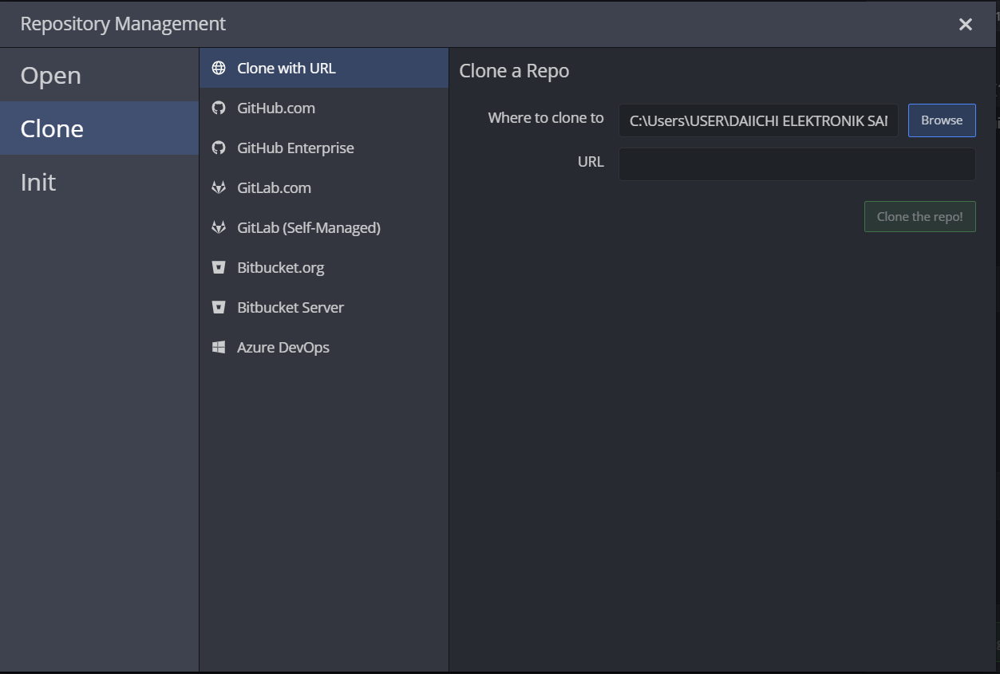 Repository Management
Open
Clone
Init
Clone with URL
GitHub.com
GitHub Enterprise
GitLab.com
GitLab (Self-Managed)
Bitbucket.org
Bitbucket Server
Azure DevOps
Clone a Repo
Where to clone to
C:\Users\USER\DAIICHI ELEKTRONIK SAN
Browse
URL
Clone the repo!